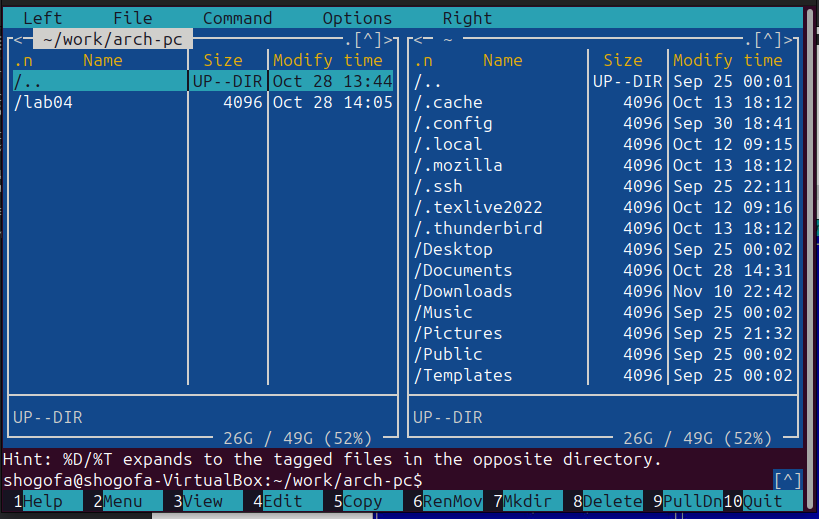 Left File Command Options Right
<─ ~/work/arch-pc ─.[^]> <─ ~ ─.[^]>
.n Name Size Modify time .n Name Size Modify time
/.. UP--DIR Oct 28 13:44 /.. UP--DIR Sep 25 00:01
/lab04 4096 Oct 28 14:05 /.cache 4096 Oct 13 18:12
/.config 4096 Sep 30 18:41
/.local 4096 Oct 12 09:15
/.mozilla 4096 Oct 13 18:12
/.ssh 4096 Sep 25 22:11
/.texlive2022 4096 Oct 12 09:16
/.thunderbird 4096 Oct 13 18:12
/Desktop 4096 Sep 25 00:02
/Documents 4096 Oct 28 14:31
/Downloads 4096 Nov 10 22:42
/Music 4096 Sep 25 00:02
/Pictures 4096 Sep 25 21:32
/Public 4096 Sep 25 00:02
/Templates 4096 Sep 25 00:02
UP--DIR UP--DIR
26G / 49G (52%) 26G / 49G (52%)
Hint: %D/%T expands to the tagged files in the opposite directory.
shogofa@shogofa-VirtualBox:~/work/arch-pc$ [^]
1Help 2Menu 3View 4Edit 5Copy 6RenMov 7Mkdir 8Delete 9PullDn 10Quit